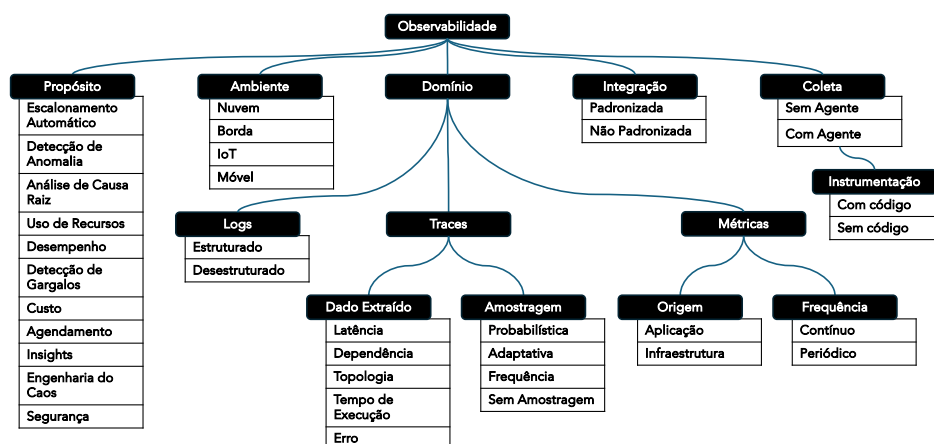 Observabilidade
Propósito
Escalonamento
Automático
Detecção de
Anomalia
Análise de Causa
Raiz
Uso de Recursos
Desempenho
Detecção de
Gargalos
Custo
Agendamento
Insights
Engenharia do
Caos
Segurança
Ambiente
Nuvem
Borda
IoT
Móvel
Domínio
Integração
Padronizada
Não Padronizada
Coleta
Sem Agente
Com Agente
Instrumentação
Com código
Sem código
Logs
Estruturado
Desestruturado
Traces
Métricas
Dado Extraído
Latência
Dependência
Topologia
Tempo de
Execução
Erro
Amostragem
Probabilística
Adaptativa
Frequência
Sem Amostragem
Origem
Aplicação
Infraestrutura
Frequência
Contínuo
Periódico